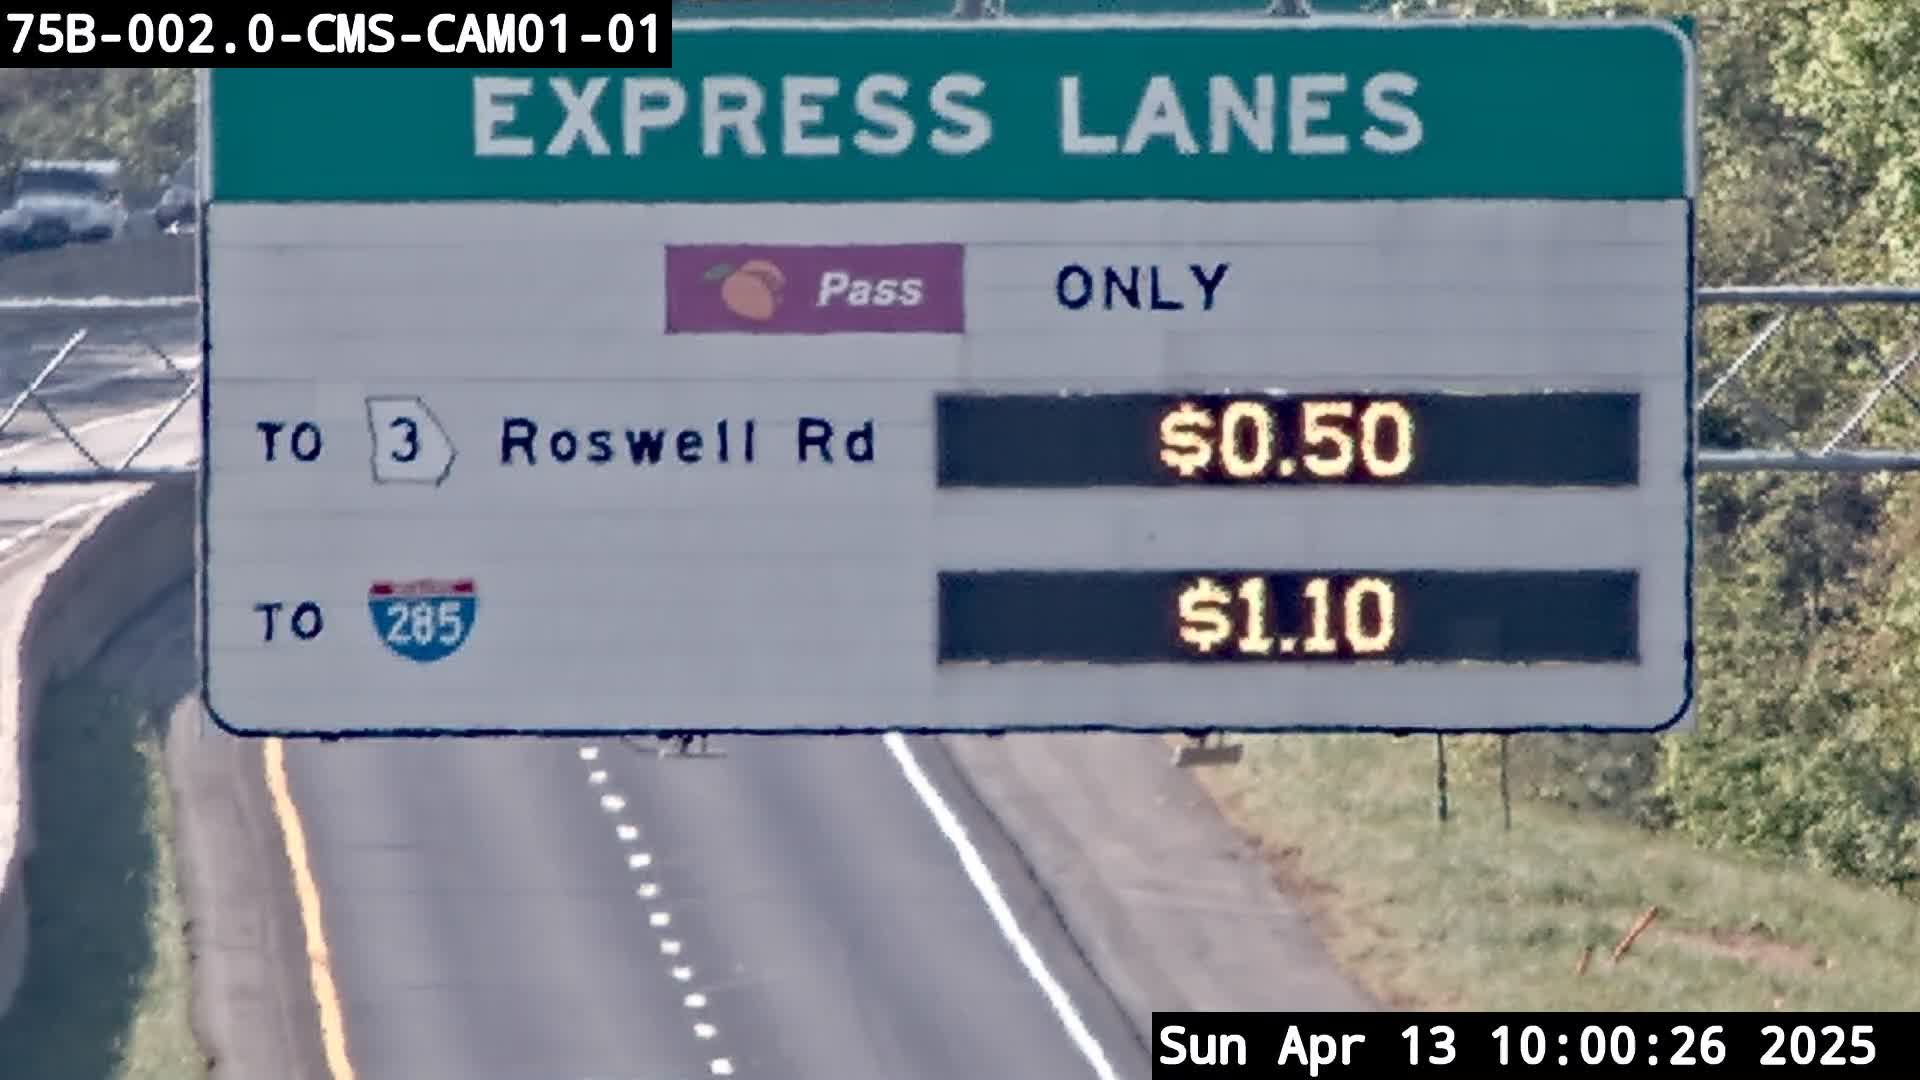 75B-002.0-CMS-CAM01-01
EXPRESS LANES
Pass ONLY
TO 3 Roswell Rd $0.50
TO 285 $1.10
Sun Apr 13 10:00:26 2025